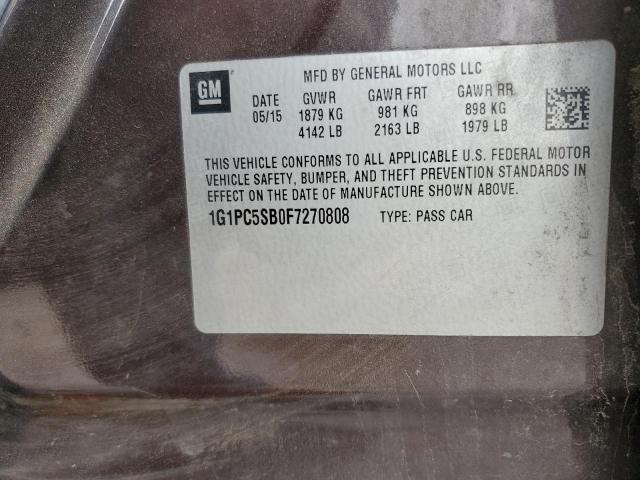 GM
MFD BY GENERAL MOTORS LLC
DATE GVWR GAWR FRT GAWR RR
05/15 1879 KG 981 KG 898 KG
4142 LB 2163 LB 1979 LB
THIS VEHICLE CONFORMS TO ALL APPLICABLE U.S. FEDERAL MOTOR
VEHICLE SAFETY, BUMPER, AND THEFT PREVENTION STANDARDS IN
EFFECT ON THE DATE OF MANUFACTURE SHOWN ABOVE.
1G1PC5SB0F7270808 TYPE: PASS CAR